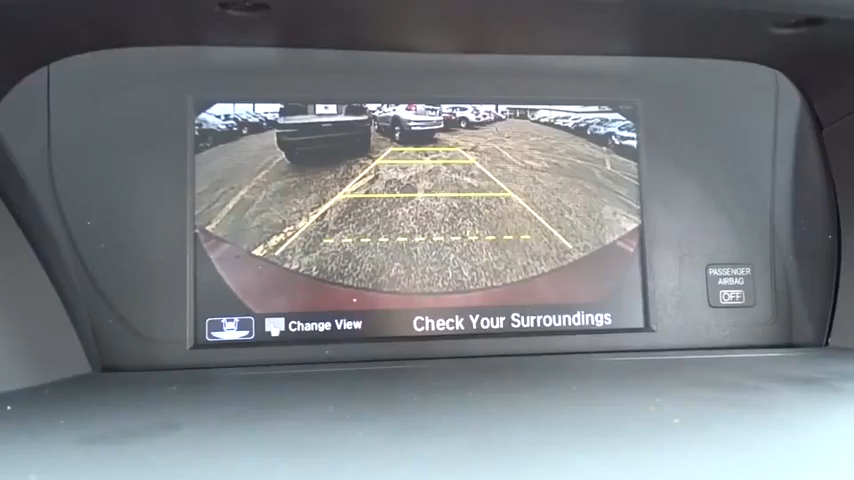 PASSENGER
AIRBAG
OFF
Change View
Check Your Surroundings